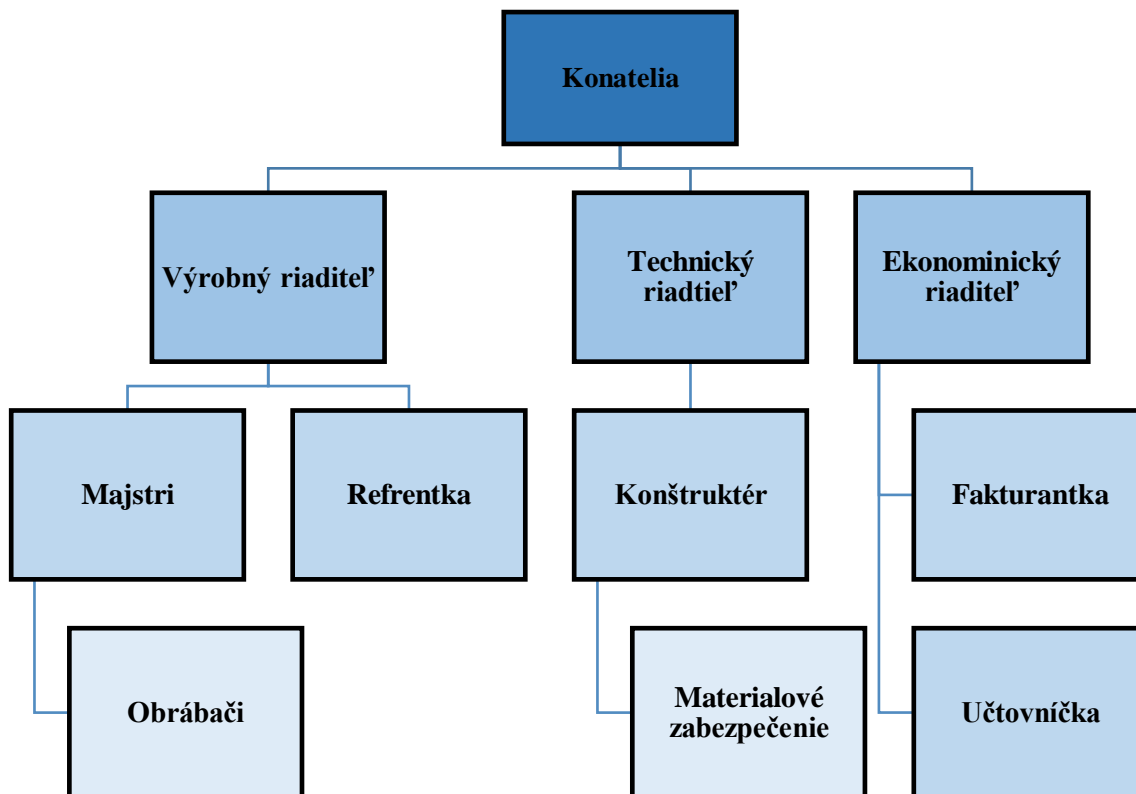 Konatelia
Výrobný riaditeľ
Technický
riadtieľ
Ekonominický
riaditeľ
Majstri
Refrentka
Konštruktér
Fakturantka
Obrábači
Materialové
zabezpečenie
Učtovníčka